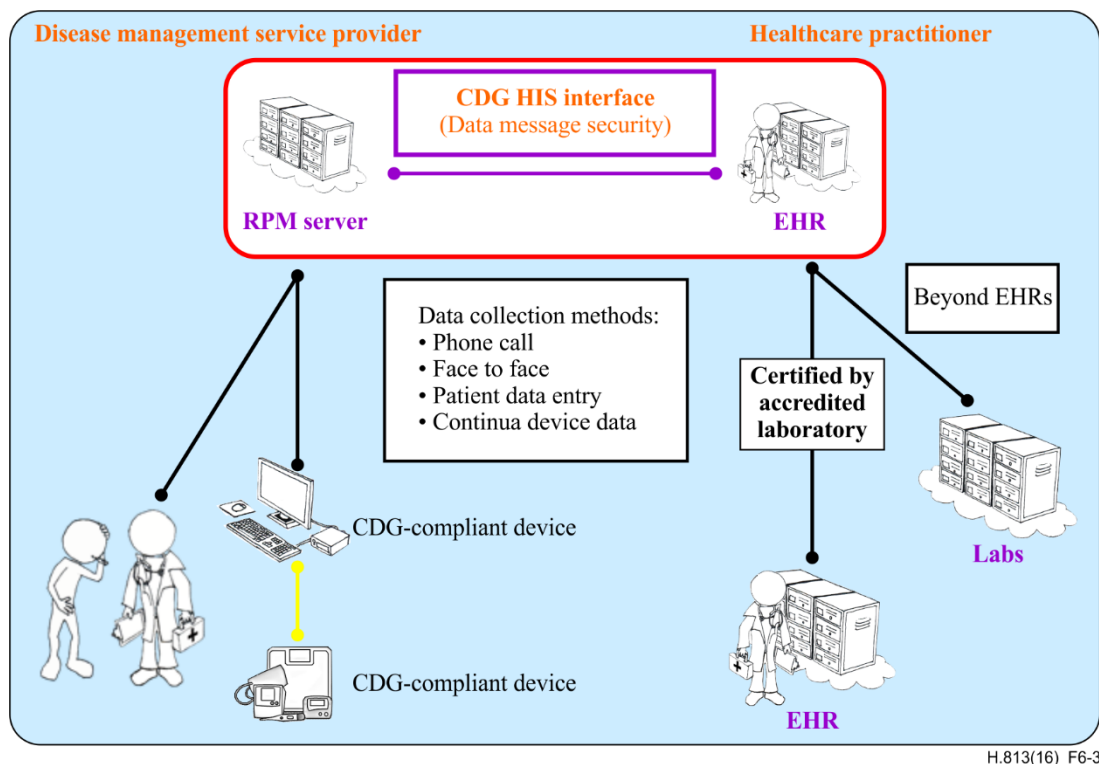 Disease management service provider
Healthcare practitioner
CDG HIS interface
(Data message security)
RPM server
EHR
Data collection methods:
• Phone call
• Face to face
• Patient data entry
• Continua device data
Beyond EHRs
Certified by
accredited
laboratory
CDG-compliant device
Labs
CDG-compliant device
EHR
H.813(16)_F6-3